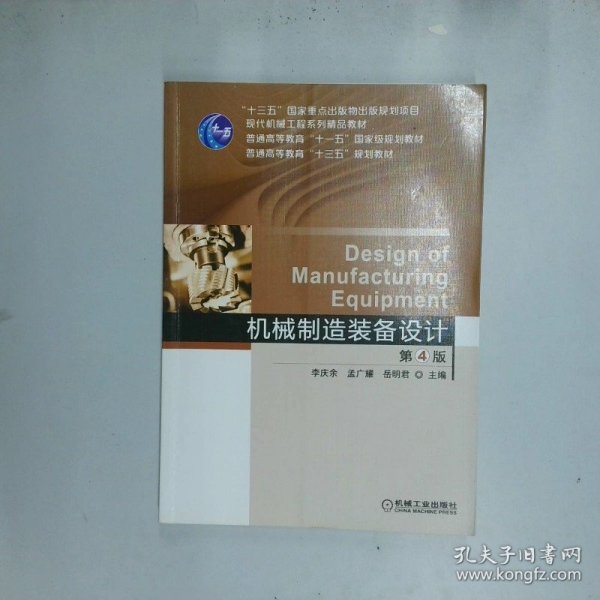 “十三五”国家重点出版物出版规划项目
现代机械工程系列精品教材
普通高等教育“十一五”国家级规划教材
普通高等教育“十三五”规划教材
十一五
Design of
Manufacturing
Equipment
机械制造装备设计
第4版
李庆余 孟广耀 岳明君 ◎ 主编
机械工业出版社
CHINA MACHINE PRESS
孔夫子旧书网
www.kongfz.com